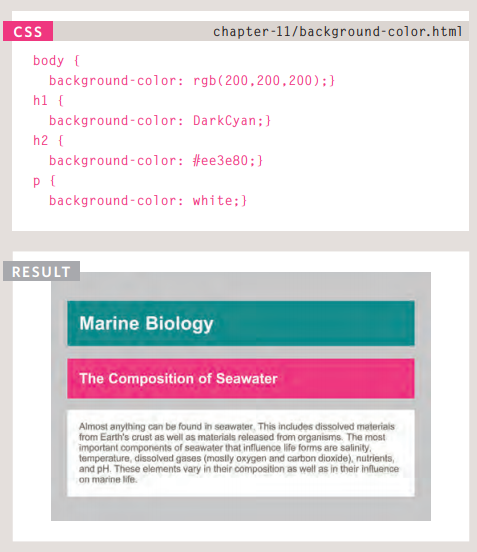 CSS
chapter-11/background-color.html
body {
background-color: rgb(200,200,200);}
h1 {
background-color: DarkCyan;}
h2 {
background-color: #ee3e80;}
p {
background-color: white;}
RESULT
Marine Biology
The Composition of Seawater
Almost anything can be found in seawater. This includes dissolved materials
from Earth's crust as well as materials released from organisms. The most
important components of seawater that influence life forms are salinity,
temperature, dissolved gases (mostly oxygen and carbon dioxide), nutrients,
and pH. These elements vary in their composition as well as in their influence
on marine life.